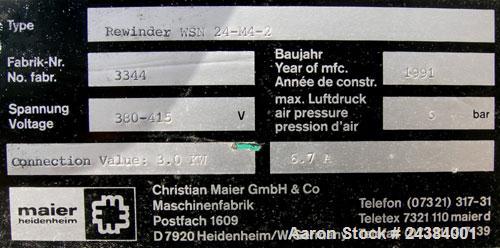 Type Rewinder WSN 24-M4-2
Fabrik-Nr.
No. fabr. 3344
Baujahr
Year of mfc. 1991
Année de constr.
Spannung
Voltage 380-415 V
max. Luftdruck
air pressure bar
pression d'air
Connection Value: 3.0 KW 6.7 A
maier
heidenheim
Christian Maier GmbH & Co
Maschinenfabrik
Postfach 1609
D 7920 Heidenheim/W.
Telefon (07321) 317-31
Teletex 7321 110 maier d
139
Aaron Stock # 24384001